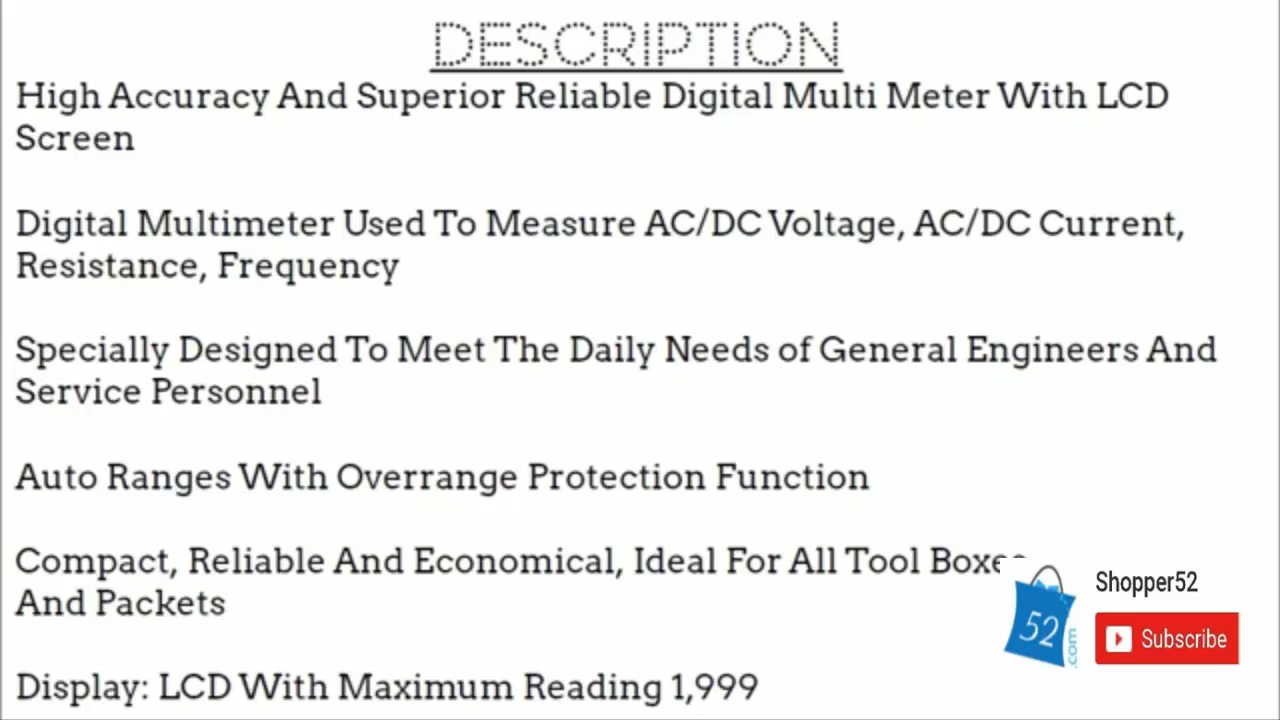 DESCRIPTION
High Accuracy And Superior Reliable Digital Multi Meter With LCD
Screen
Digital Multimeter Used To Measure AC/DC Voltage, AC/DC Current,
Resistance, Frequency
Specially Designed To Meet The Daily Needs of General Engineers And
Service Personnel
Auto Ranges With Overrange Protection Function
Compact, Reliable And Economical, Ideal For All Tool Boxes
And Packets
Display: LCD With Maximum Reading 1,999
52
.com
Shopper52
Subscribe